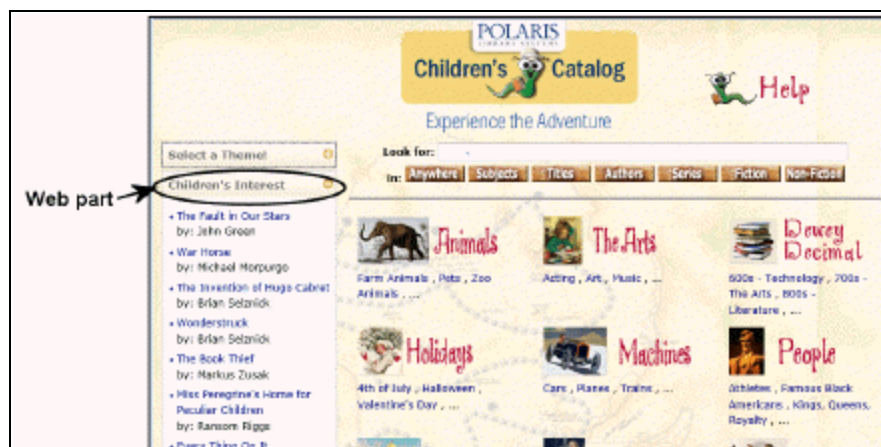 POLARIS
LIBRARY SYSTEMS
Children's Catalog
Help
Experience the Adventure
Select a Theme!
Look for:
Children's Interest
In: Anywhere Subjects Titles Authors Series Fiction Non-Fiction
Web part
The Fault in Our Stars
by: John Green
War Horse
by: Michael Morpurgo
The Invention of Hugo Cabret
by: Brian Selznick
Wonderstruck
by: Brian Selznick
The Book Thief
by: Markus Zusak
Miss Peregrine's Home for
Peculiar Children
by: Ransom Riggs
Every Thing On It
Animals
Farm Animals , Pets , Zoo
Animals , ...
The Arts
Acting , Art , Music , ...
Dewey
Decimal
600s - Technology , 700s -
The Arts , 800s -
Literature , ...
Holidays
4th of July , Halloween ,
Valentine's Day , ...
Machines
Cars , Planes , Trains , ...
People
Athletes , Famous Black
Americans , Kings, Queens,
Royalty , ...